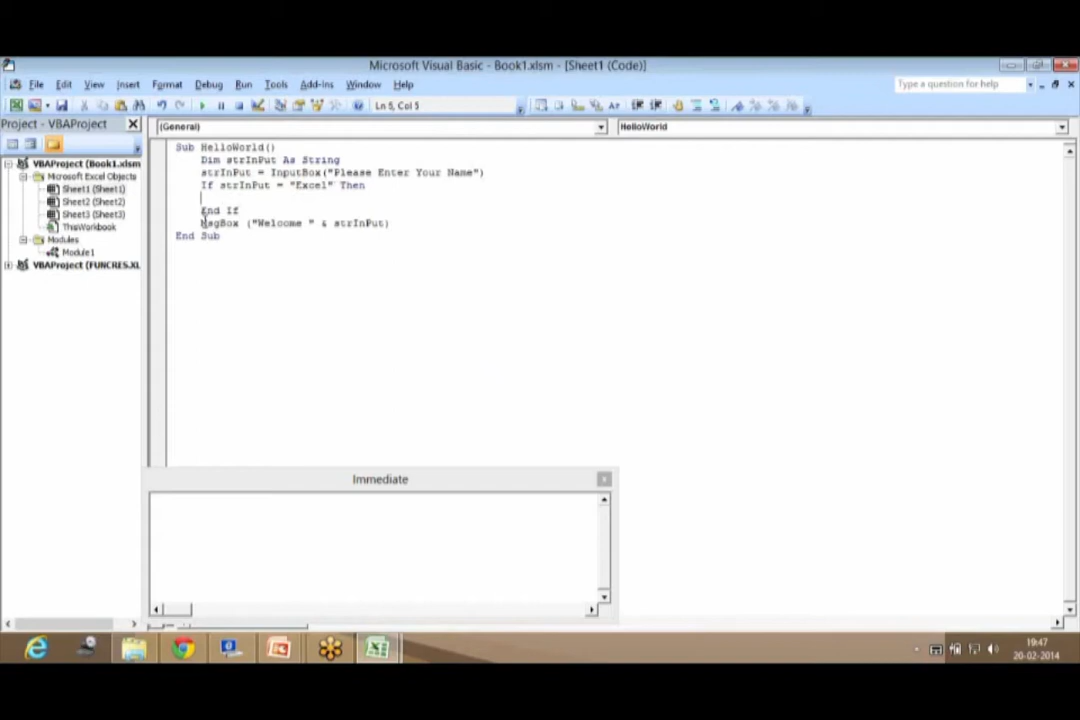 Microsoft Visual Basic - Book1.xlsm - [Sheet1 (Code)]
File Edit View Insert Format Debug Run Tools Add-Ins Window Help
Type a question for help
Ln 5, Col 5
Project - VBAProject
(General)
HelloWorld
VBAProject (Book1.xlsm
Microsoft Excel Objects
Sheet1 (Sheet1)
Sheet2 (Sheet2)
Sheet3 (Sheet3)
ThisWorkbook
Modules
Module1
VBAProject (FUNCRES.XL
Sub HelloWorld()
Dim strInPut As String
strInPut = InputBox("Please Enter Your Name")
If strInPut = "Excel" Then
End If
MsgBox ("Welcome " & strInPut)
End Sub
Immediate
19:47
20-02-2014